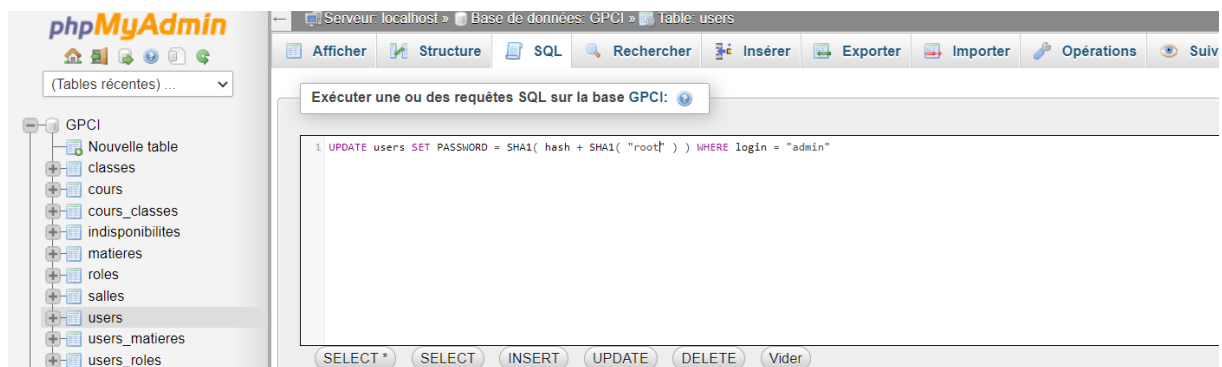 phpMyAdmin
(Tables récentes) ...
GPCI
Nouvelle table
classes
cours
cours_classes
indisponibilites
matieres
roles
salles
users
users_matieres
users_roles
Serveur: localhost » Base de données: GPCI » Table: users
Afficher Structure SQL Rechercher Insérer Exporter Importer Opérations Suiv
Exécuter une ou des requêtes SQL sur la base GPCI:
1 UPDATE users SET PASSWORD = SHA1( hash + SHA1( "root" ) ) WHERE login = "admin"
SELECT * SELECT INSERT UPDATE DELETE Vider